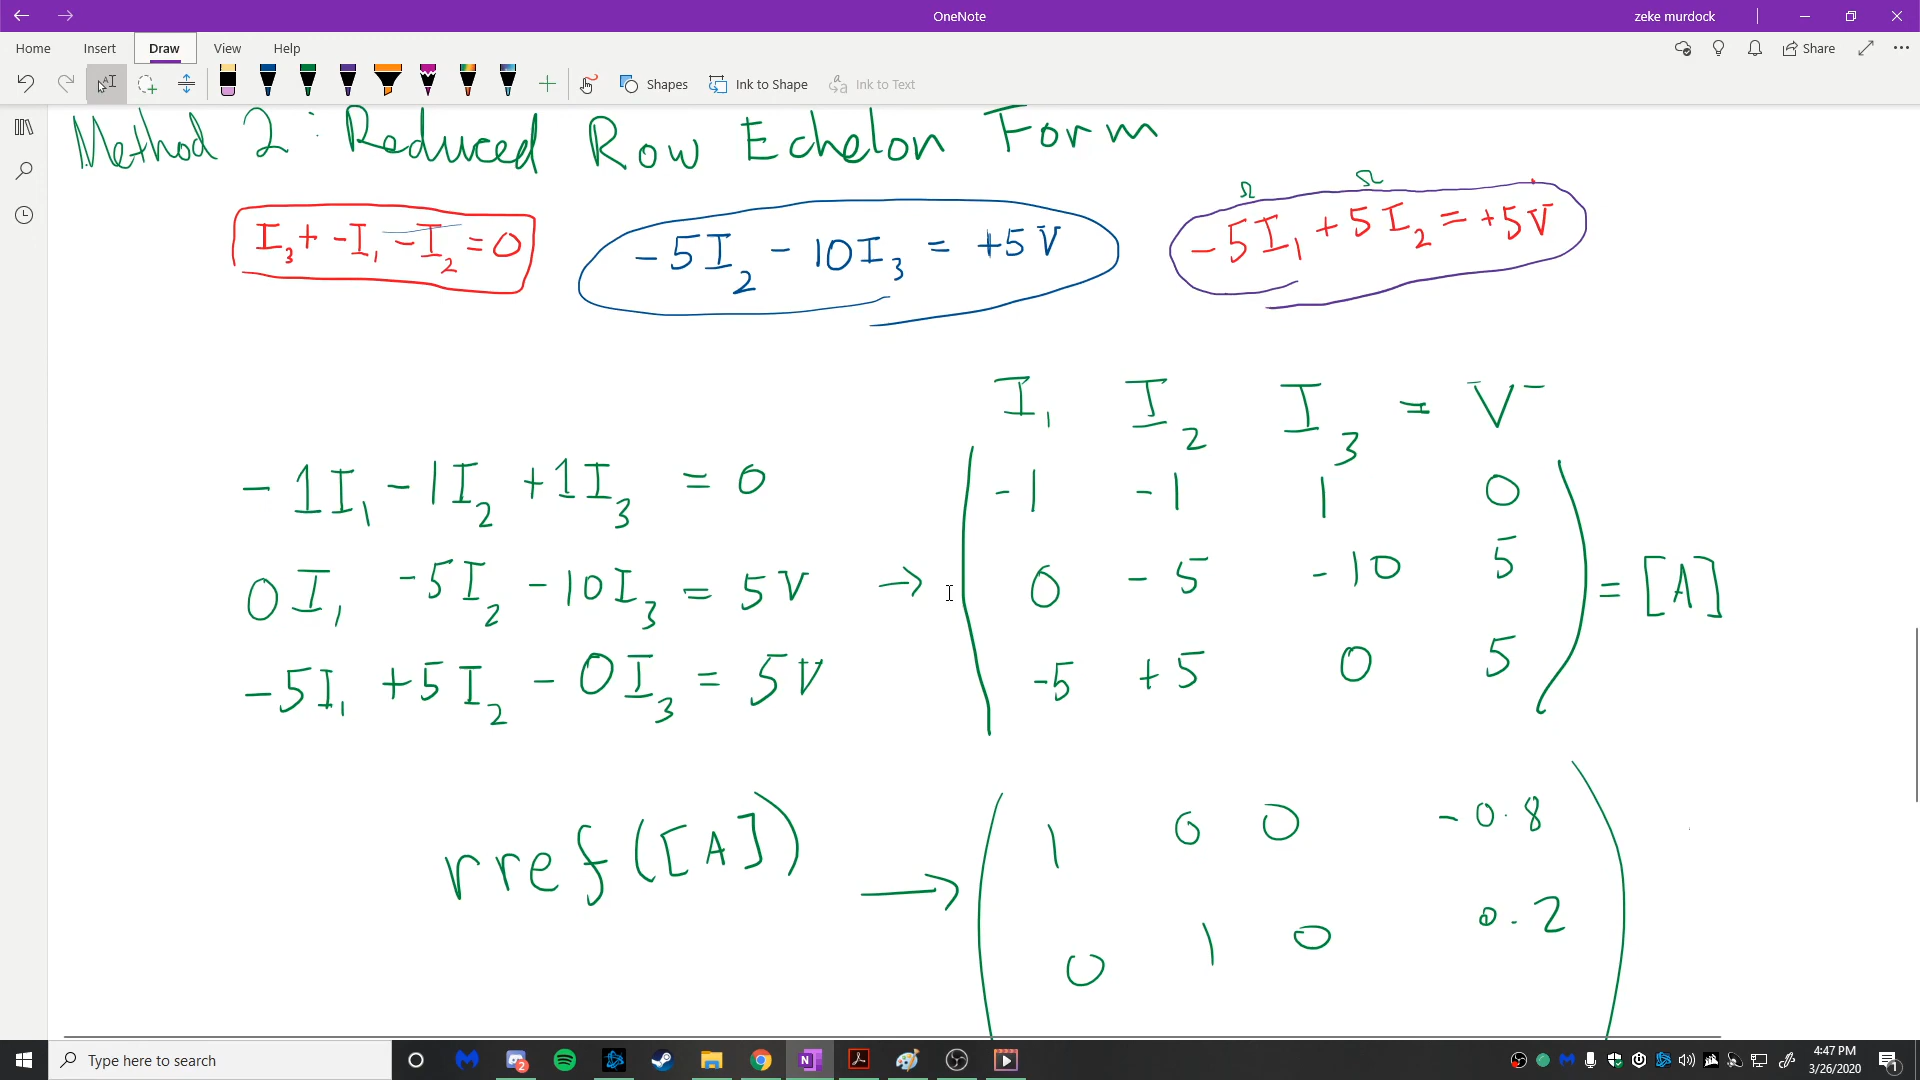 OneNote
zeke murdock
Home Insert Draw View Help
Share
Shapes Ink to Shape Ink to Text
Method 2: Reduced Row Echelon Form
Ω Ω
I₃ + -I₁ - I₂ = 0
-5I₂ - 10I₃ = +5V
-5I₁ + 5I₂ = +5V
I₁ I₂ I₃ = V
-1I₁ - 1I₂ + 1I₃ = 0
-1 -1 1 0
0I₁ -5I₂ - 10I₃ = 5V →
0 -5 -10 5
= [A]
-5I₁ + 5I₂ - 0I₃ = 5V
-5 +5 0 5
rref([A]) →
1 0 0 -0.8
0 1 0 0.2
Type here to search
4:47 PM
3/26/2020